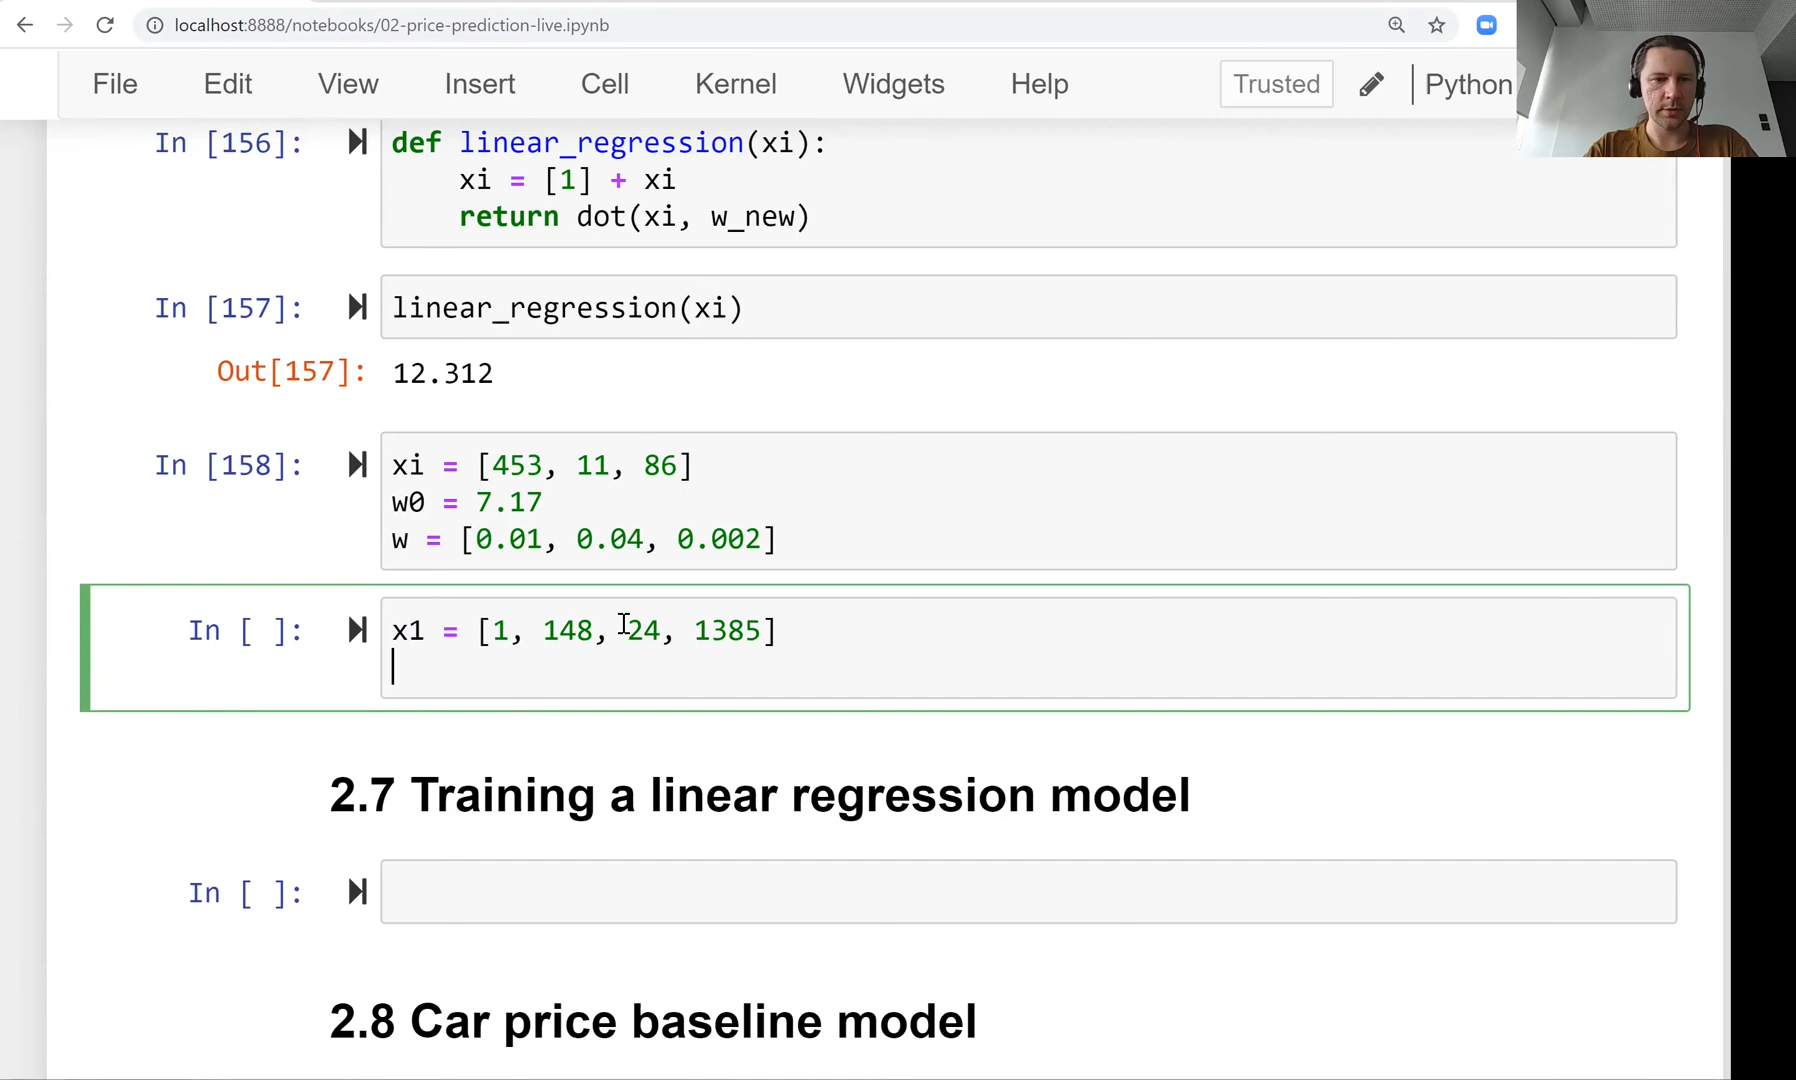 localhost:8888/notebooks/02-price-prediction-live.ipynb
File Edit View Insert Cell Kernel Widgets Help Trusted Python
In [156]: def linear_regression(xi):
xi = [1] + xi
return dot(xi, w_new)
In [157]: linear_regression(xi)
Out[157]: 12.312
In [158]: xi = [453, 11, 86]
w0 = 7.17
w = [0.01, 0.04, 0.002]
In [ ]: x1 = [1, 148, 24, 1385]
2.7 Training a linear regression model
In [ ]:
2.8 Car price baseline model